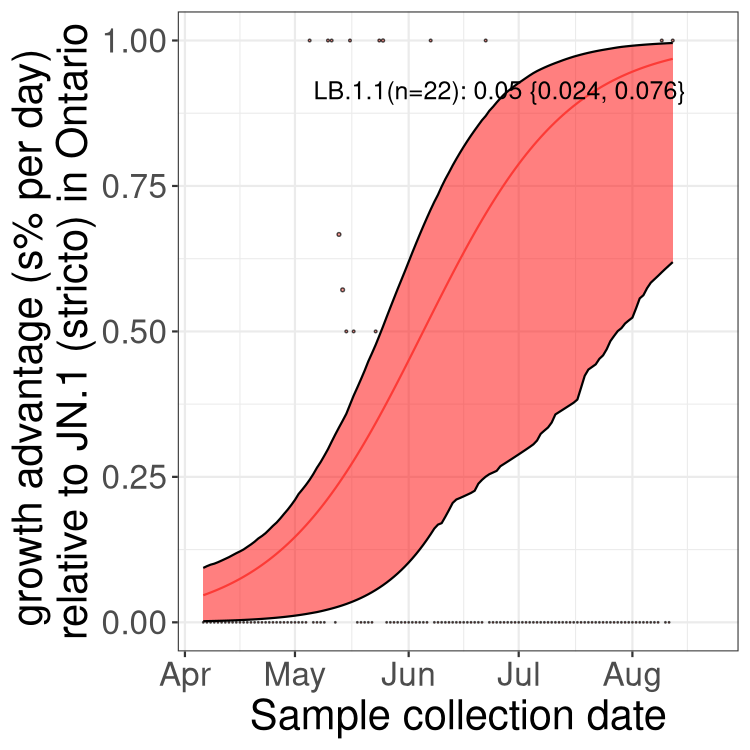 growth advantage (s% per day)
relative to JN.1 (stricto) in Ontario
1.00
0.75
0.50
0.25
0.00
LB.1.1(n=22): 0.05 {0.024, 0.076}
Apr May Jun Jul Aug
Sample collection date